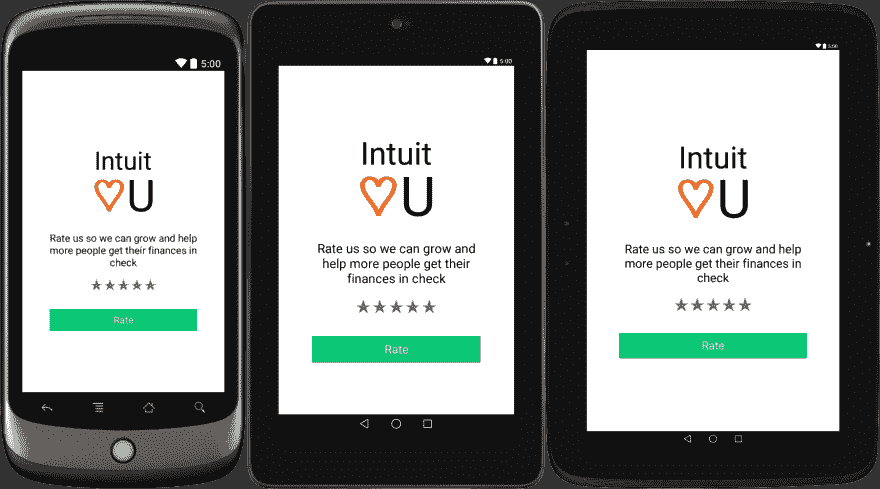 5:00
Intuit
U
Rate us so we can grow and help
more people get their finances in
check
Rate
5:00
Intuit
U
Rate us so we can grow and
help more people get their
finances in check
Rate
5:00
Intuit
U
Rate us so we can grow and help
more people get their finances in
check
Rate